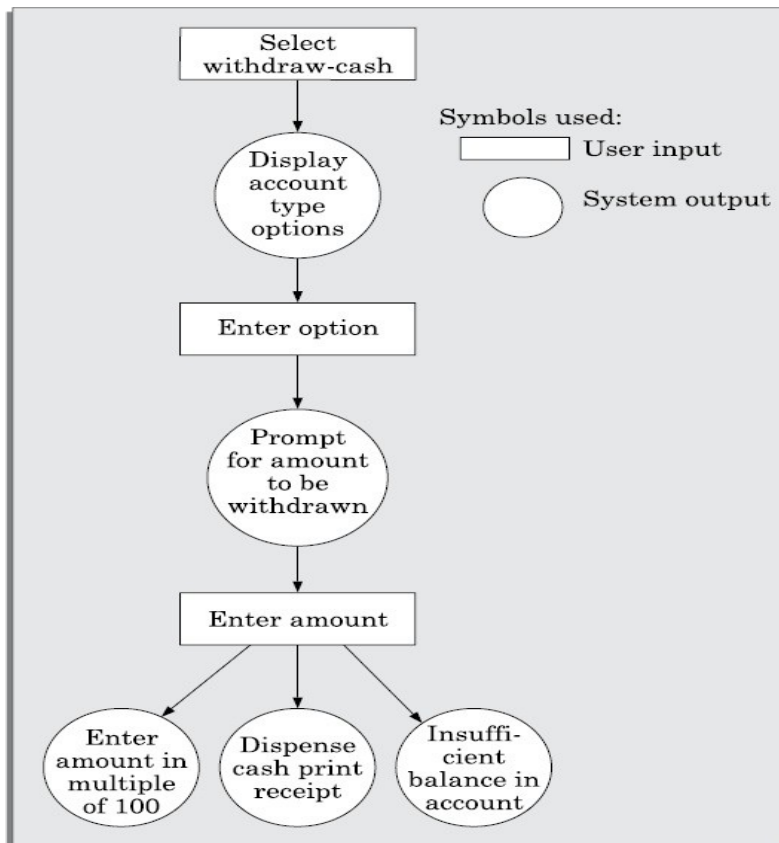 Select
withdraw-cash
Symbols used:
User input
System output
Display
account
type
options
Enter option
Prompt
for amount
to be
withdrawn
Enter amount
Enter
amount in
multiple
of 100
Dispense
cash print
receipt
Insuffi-
cient
balance in
account